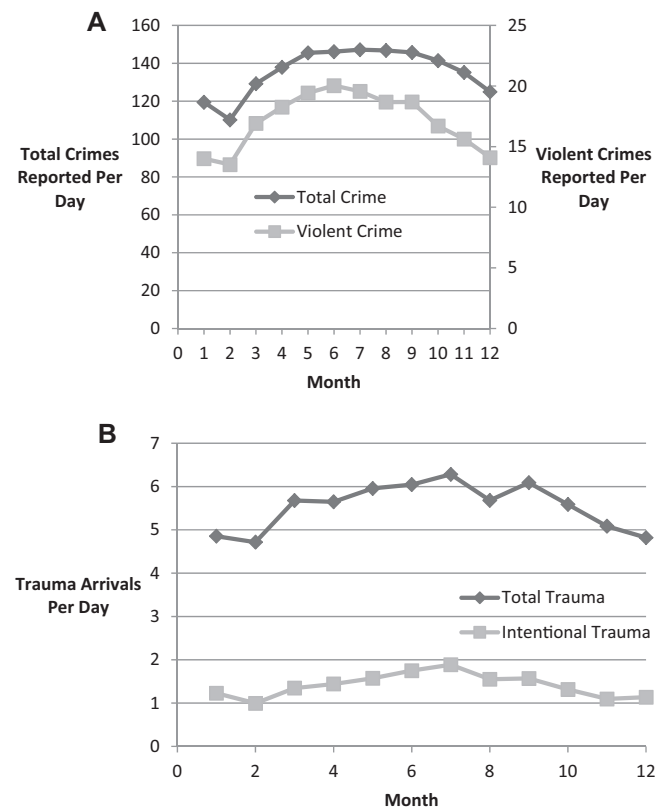 A
160
140
120
100
80
60
40
20
0
25
20
15
10
5
0
Total Crimes
Reported Per
Day
Violent Crimes
Reported Per
Day
Total Crime
Violent Crime
0 1 2 3 4 5 6 7 8 9 10 11 12
Month
B
7
6
5
4
3
2
1
0
Trauma Arrivals
Per Day
Total Trauma
Intentional Trauma
0 2 4 6 8 10 12
Month